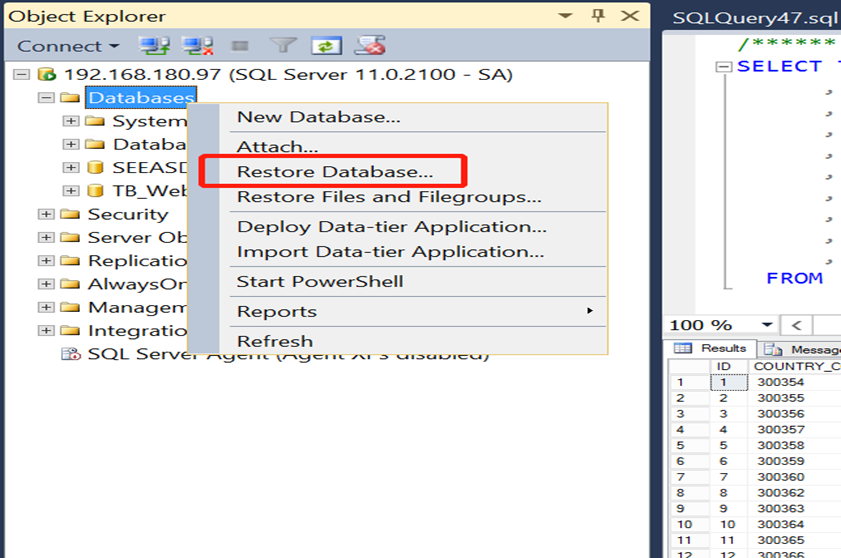 Object Explorer
Connect
192.168.180.97 (SQL Server 11.0.2100 - SA)
Databases
System
Databa
SEEASD
TB_Web
Security
Server Ob
Replicatio
AlwaysOn
Managem
Integratio
SQL Server Agent (Agent XPs disabled)
New Database...
Attach...
Restore Database...
Restore Files and Filegroups...
Deploy Data-tier Application...
Import Data-tier Application...
Start PowerShell
Reports
Refresh
SQLQuery47.sql
/******
SELECT
,
,
,
,
,
,
,
,
,
FROM
100 %
Results
Message
ID COUNTRY_C
1 1 300354
2 2 300355
3 3 300356
4 4 300357
5 5 300358
6 6 300359
7 7 300360
8 8 300362
9 9 300363
10 10 300364
11 11 300365
12 12 300366